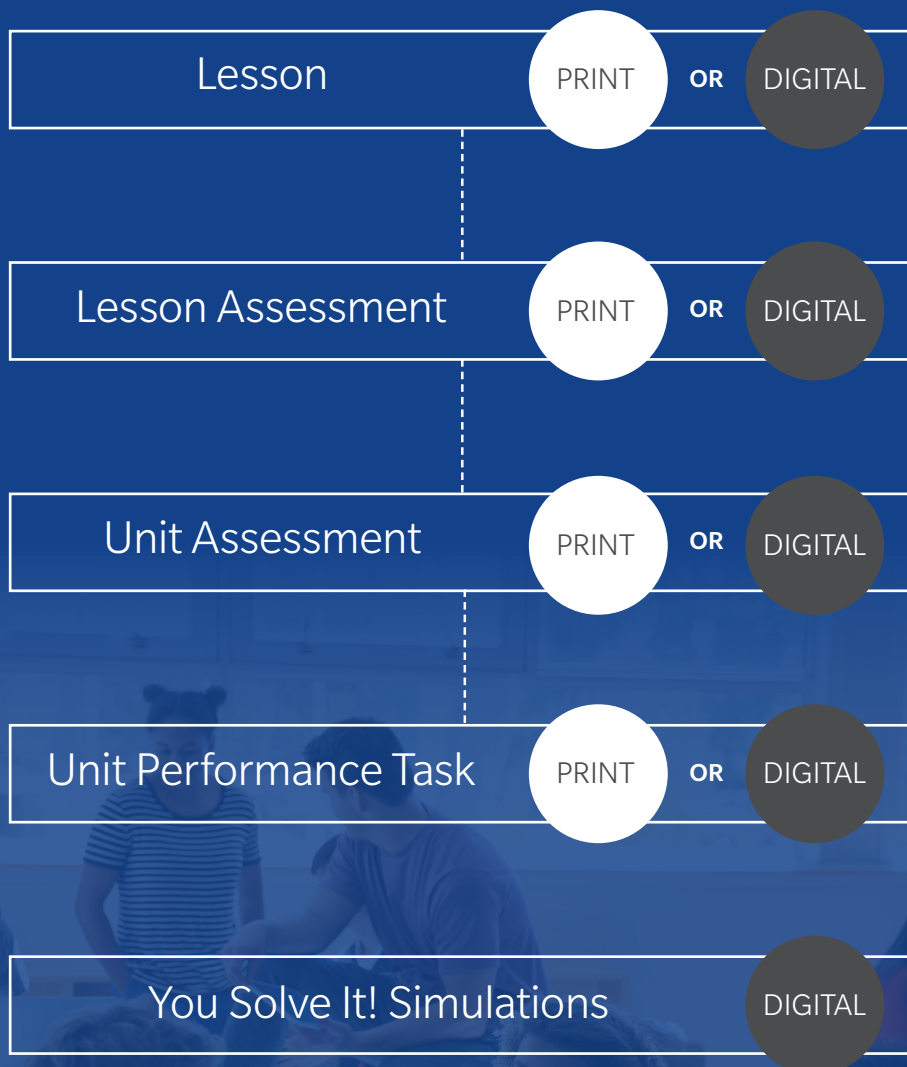 Lesson PRINT OR DIGITAL
Lesson Assessment PRINT OR DIGITAL
Unit Assessment PRINT OR DIGITAL
Unit Performance Task PRINT OR DIGITAL
You Solve It! Simulations DIGITAL